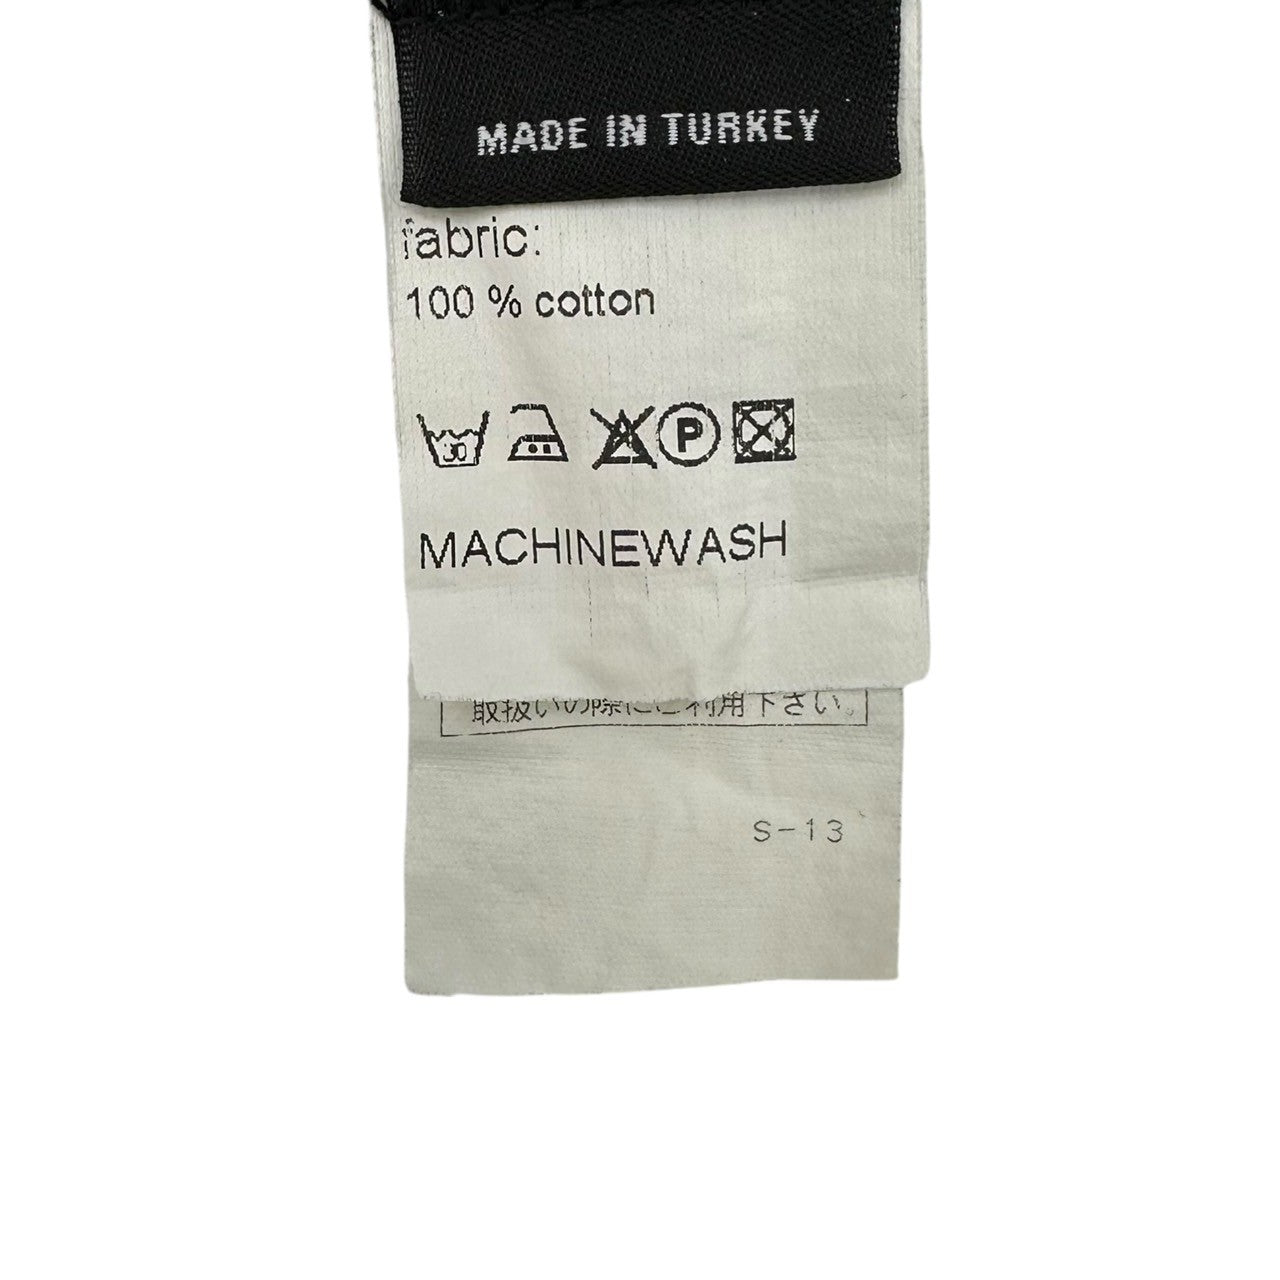 MADE IN TURKEY
fabric:
100 % cotton
30
P
MACHINEWASH
取扱いの際にご利用下さい。
S-13